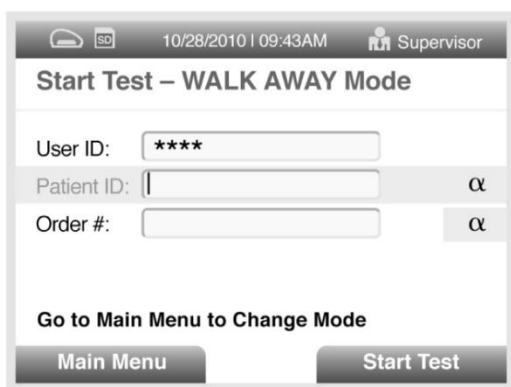 SD 10/28/2010 | 09:43AM Supervisor
Start Test – WALK AWAY Mode
User ID: ****
Patient ID: α
Order #: α
Go to Main Menu to Change Mode
Main Menu Start Test